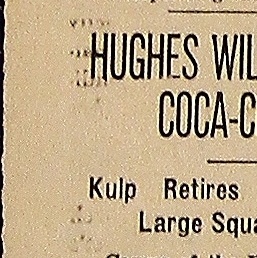 HUGHES WIL
COCA-C
Kulp Retires
Large Squa